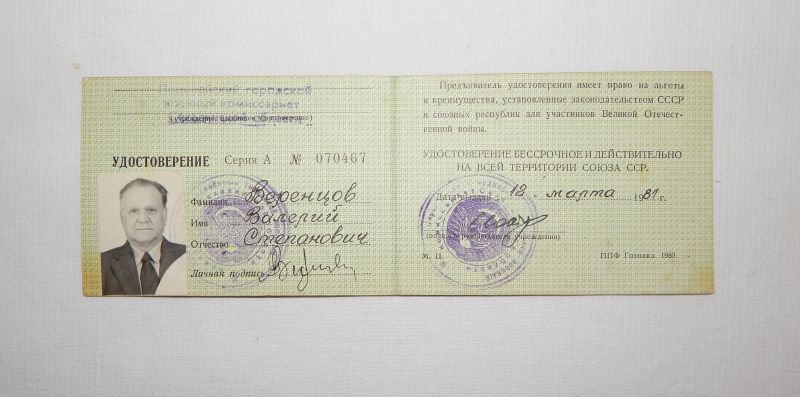 городской
военный комиссариат
УДОСТОВЕРЕНИЕ Серия А № 070467
Фамилия Веренцов
Имя Валерий
Отчество Степанович
Личная подпись
Предъявитель удостоверения имеет право на льготы
и преимущества, установленные законодательством СССР
и союзных республик для участников Великой Отечест-
венной войны.
УДОСТОВЕРЕНИЕ БЕССРОЧНОЕ И ДЕЙСТВИТЕЛЬНО
НА ВСЕЙ ТЕРРИТОРИИ СОЮЗА ССР.
Дата выдачи 12 марта 1981 г.
М. П. ППФ Гознака 1980.